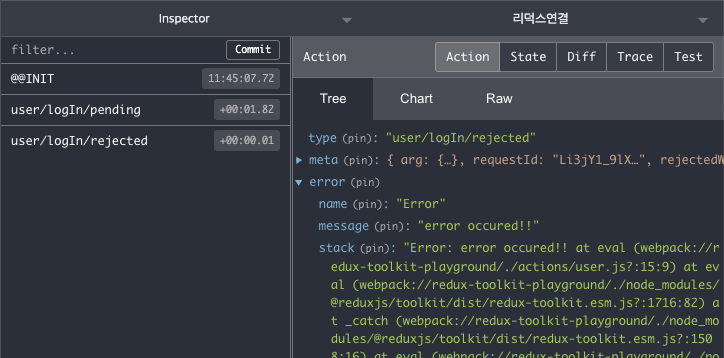 Inspector
리덕스연결
filter...
Commit
@@INIT
11:45:07.72
user/logIn/pending
+00:01.82
user/logIn/rejected
+00:00.01
Action
Action State Diff Trace Test
Tree Chart Raw
type (pin): "user/logIn/rejected"
meta (pin): { arg: {…}, requestId: "Li3jY1_9lX…", rejectedW
error (pin)
name (pin): "Error"
message (pin): "error occured!!"
stack (pin): "Error: error occured!! at eval (webpack://r
edux-toolkit-playground/./actions/user.js?:15:9) at ev
al (webpack://redux-toolkit-playground/./node_modules/
@reduxjs/toolkit/dist/redux-toolkit.esm.js?:1716:82) a
t _catch (webpack://redux-toolkit-playground/./node_mo
dules/@reduxjs/toolkit/dist/redux-toolkit.esm.js?:150
8:16) at eval (webpack://redux-toolkit-playground/./no